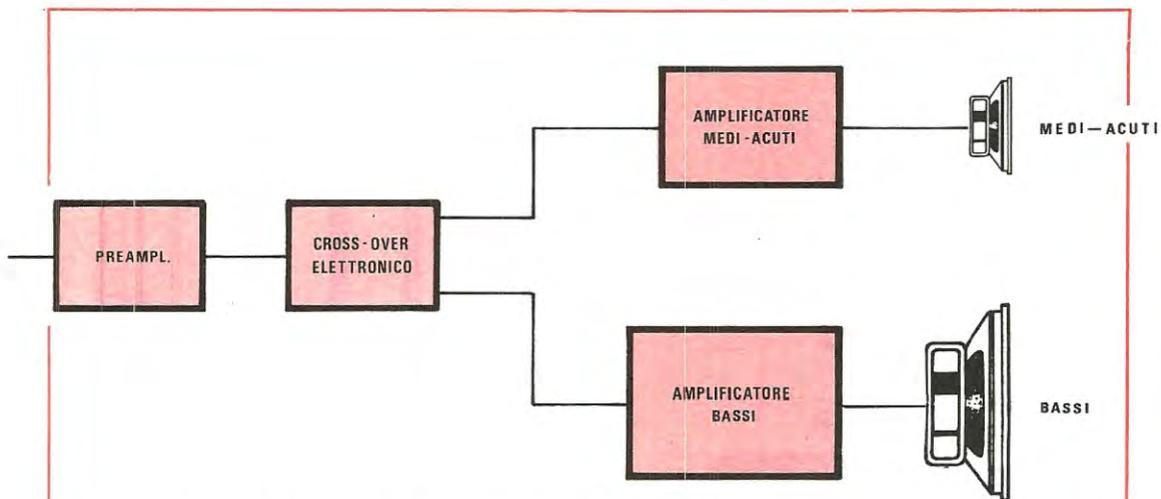 AMPLIFICATORE
MEDI-ACUTI
MEDI—ACUTI
PREAMPL.
CROSS-OVER
ELETTRONICO
AMPLIFICATORE
BASSI
BASSI